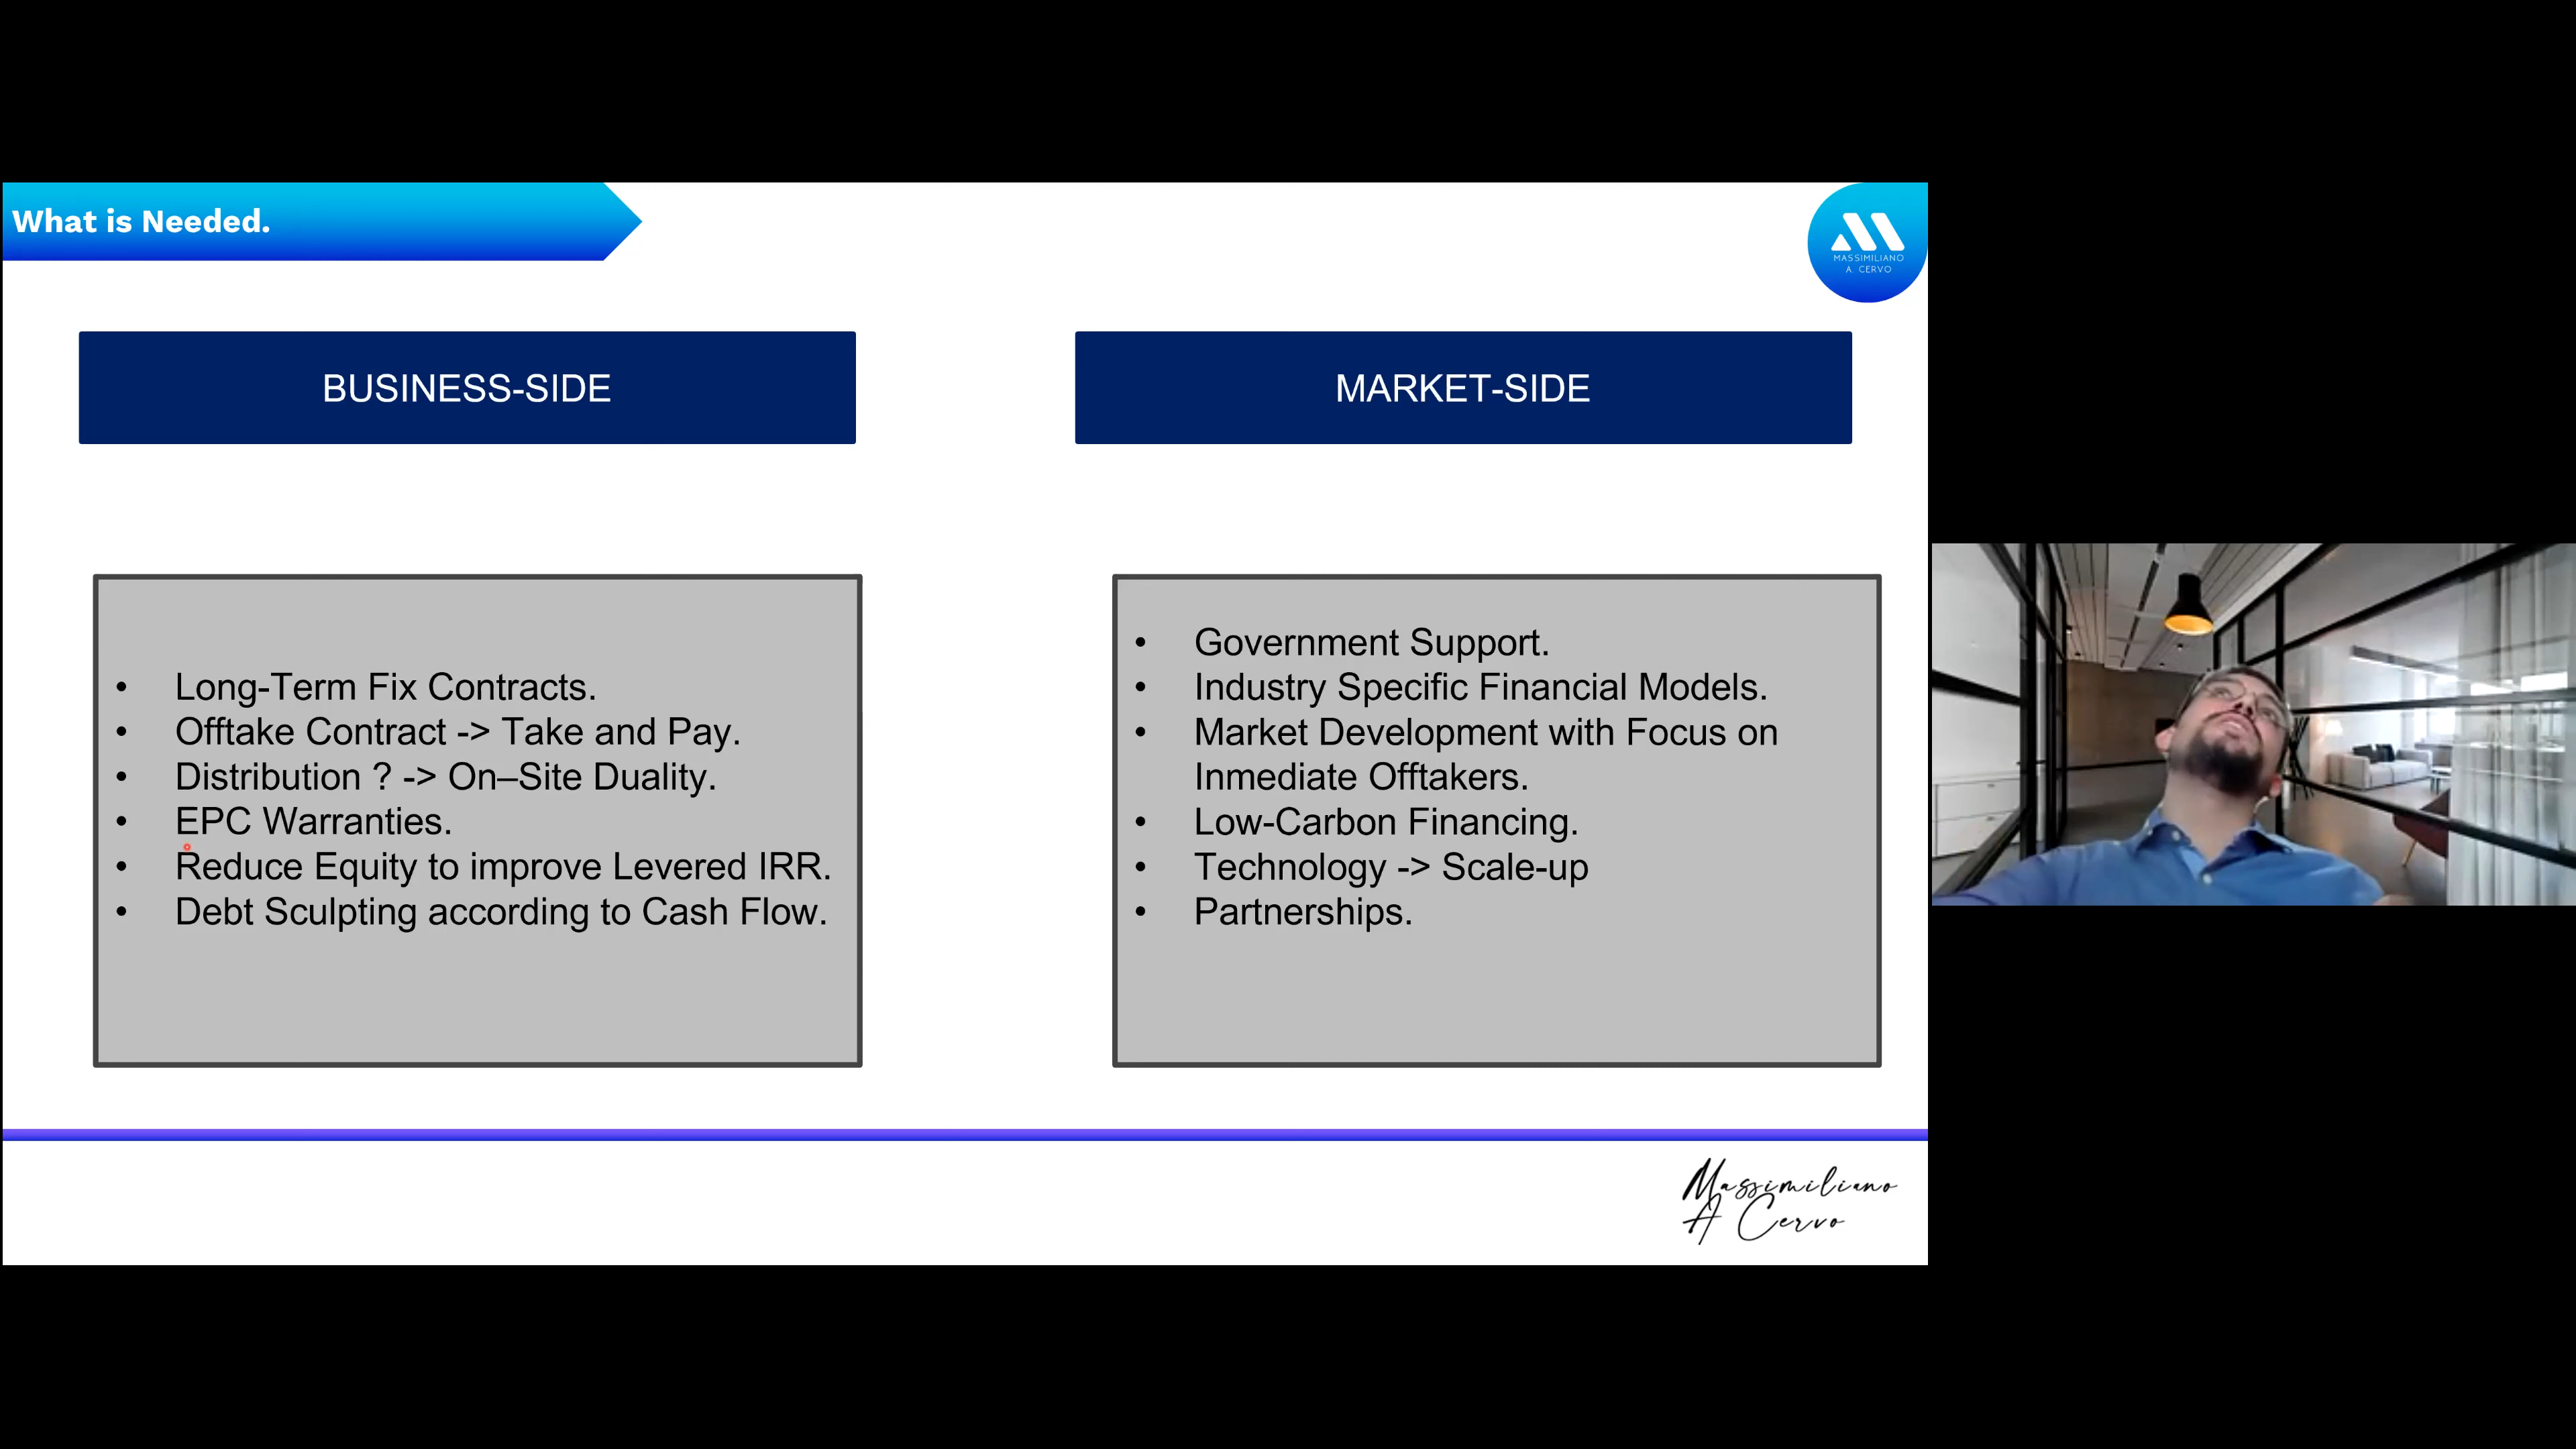 What is Needed.
MASSIMILIANO
A. CERVO
BUSINESS-SIDE
MARKET-SIDE
• Long-Term Fix Contracts.
• Offtake Contract -> Take and Pay.
• Distribution ? -> On–Site Duality.
• EPC Warranties.
• Reduce Equity to improve Levered IRR.
• Debt Sculpting according to Cash Flow.
• Government Support.
• Industry Specific Financial Models.
• Market Development with Focus on
Inmediate Offtakers.
• Low-Carbon Financing.
• Technology -> Scale-up
• Partnerships.
Massimiliano
A Cervo